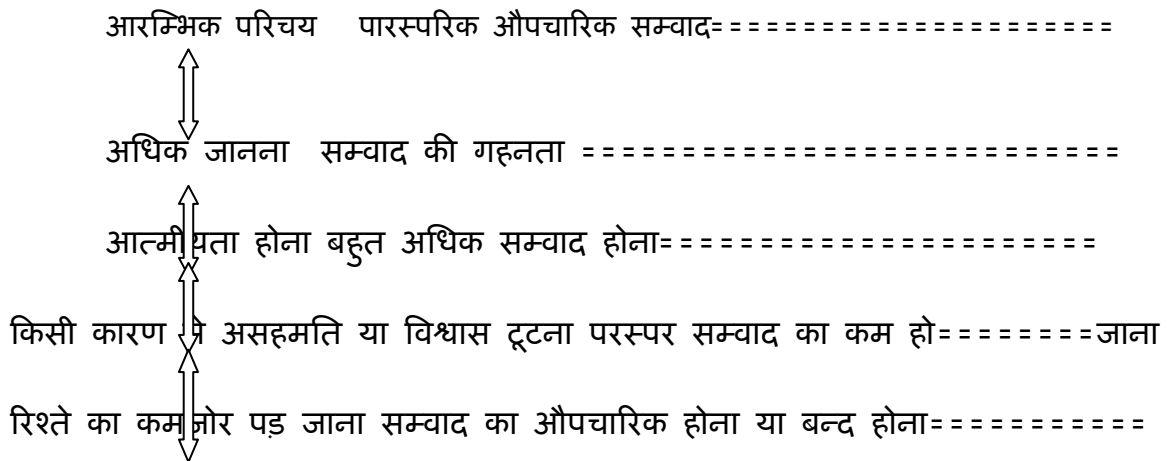 आरम्भिक परिचय पारस्परिक औपचारिक सम्वाद=====================
अधिक जानना सम्वाद की गहनता ===========================
आत्मीयता होना बहुत अधिक सम्वाद होना======================
किसी कारण से असहमति या विश्वास टूटना परस्पर सम्वाद का कम हो========जाना
रिश्ते का कमजोर पड़ जाना सम्वाद का औपचारिक होना या बन्द होना===========